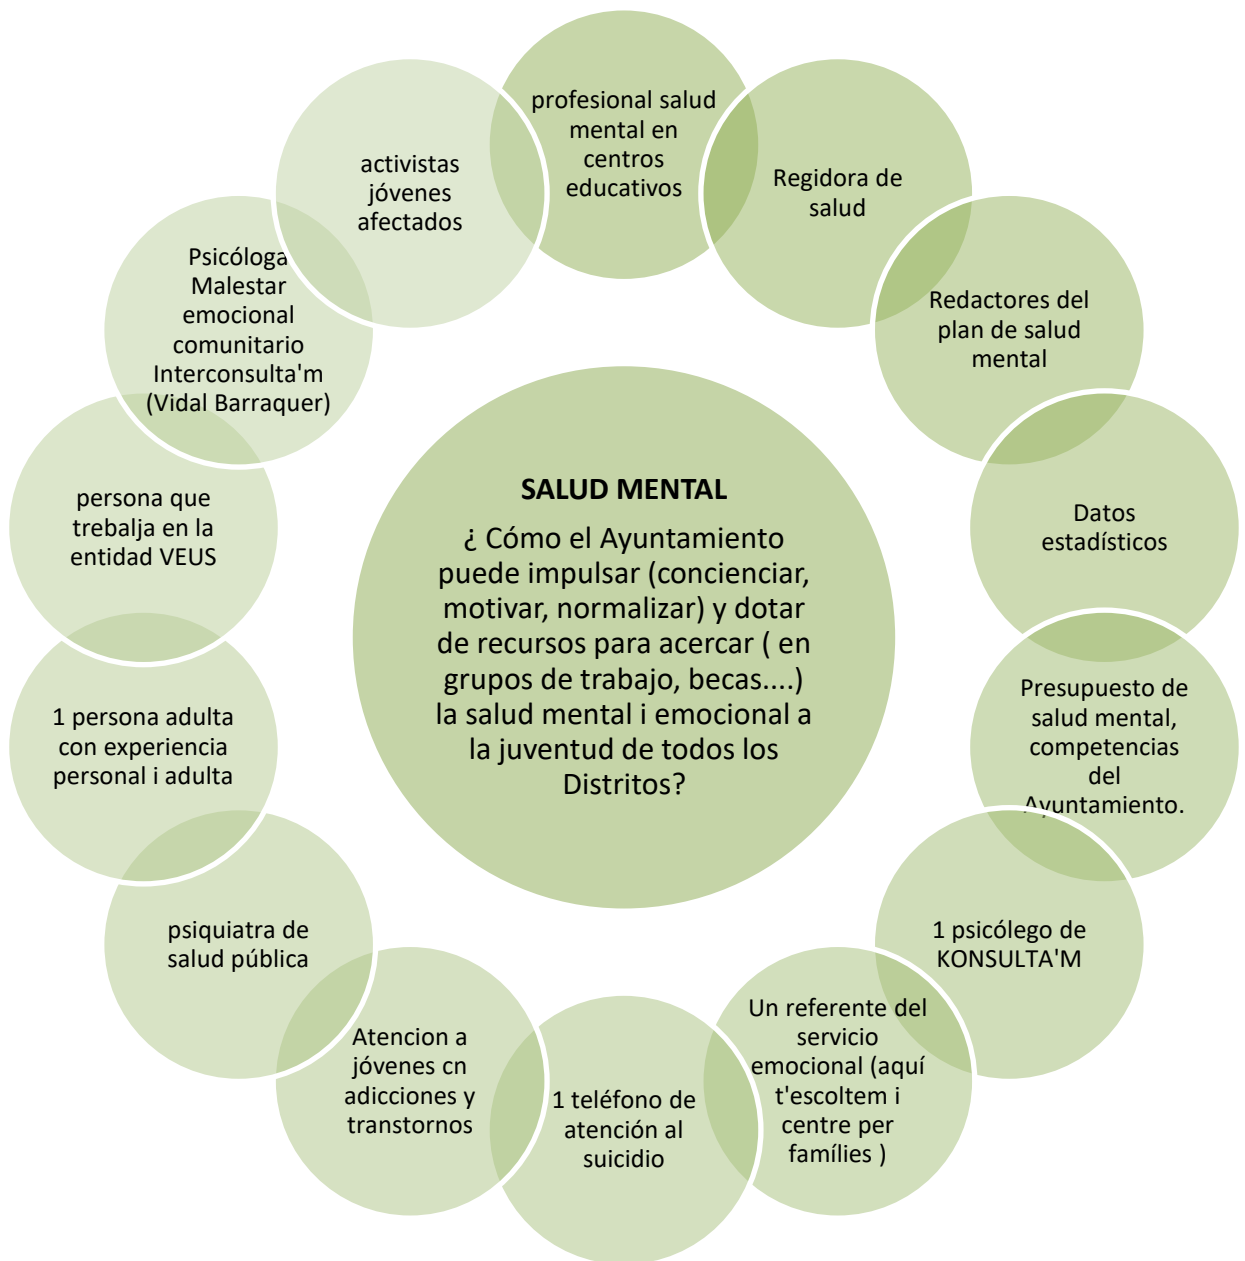 profesional salud
mental en
centros
educativos
Regidora de
salud
Redactores del
plan de salud
mental
Datos
estadísticos
Presupuesto de
salud mental,
competencias
del
Ayuntamiento.
1 psicólego de
KONSULTA'M
Un referente del
servicio
emocional (aquí
t'escoltem i
centre per
famílies )
1 teléfono de
atención al
suicidio
Atencion a
jóvenes cn
adicciones y
transtornos
psiquiatra de
salud pública
1 persona adulta
con experiencia
personal i adulta
persona que
trebalja en la
entidad VEUS
Psicóloga
Malestar
emocional
comunitario
Interconsulta'm
(Vidal Barraquer)
activistas
jóvenes
afectados
SALUD MENTAL
¿ Cómo el Ayuntamiento
puede impulsar (concienciar,
motivar, normalizar) y dotar
de recursos para acercar ( en
grupos de trabajo, becas....)
la salud mental i emocional a
la juventud de todos los
Distritos?